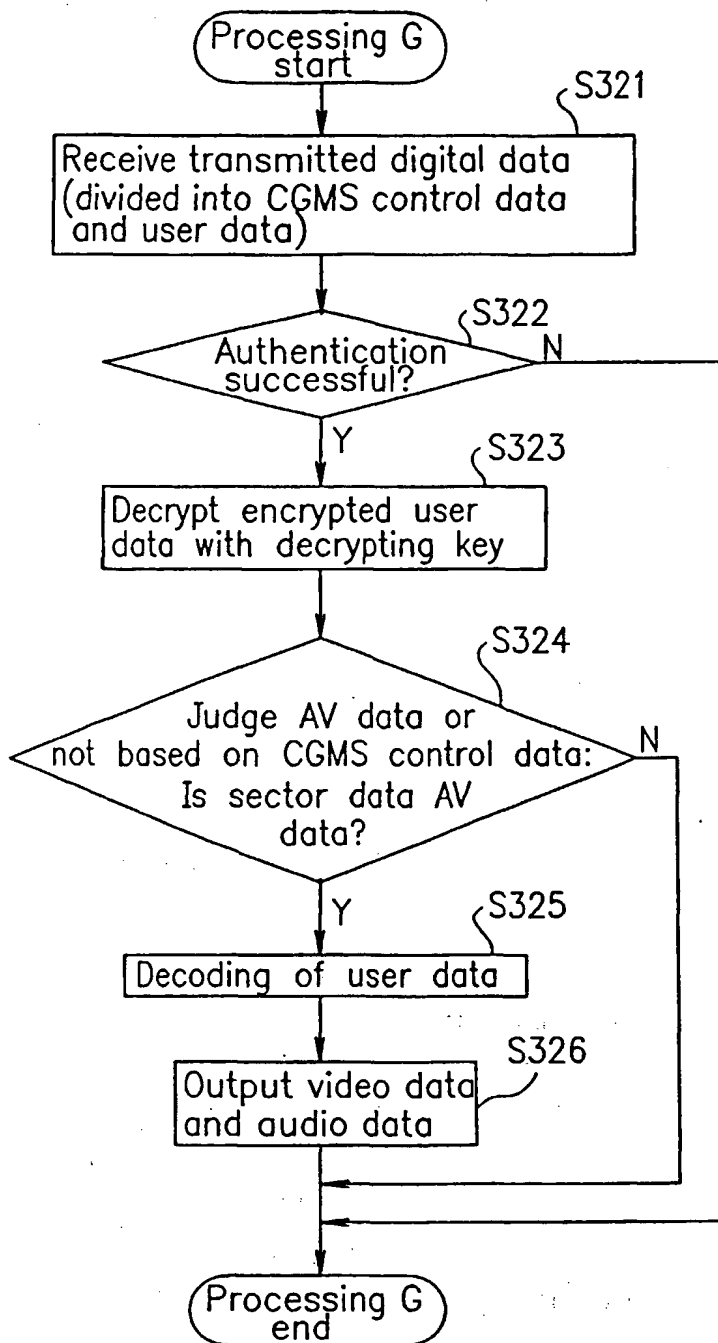 Processing G
start
S321
Receive transmitted digital data
(divided into CGMS control data
and user data)
S322
Authentication
successful?
N
Y
S323
Decrypt encrypted user
data with decrypting key
S324
Judge AV data or
not based on CGMS control data:
Is sector data AV
data?
N
Y
S325
Decoding of user data
S326
Output video data
and audio data
Processing G
end